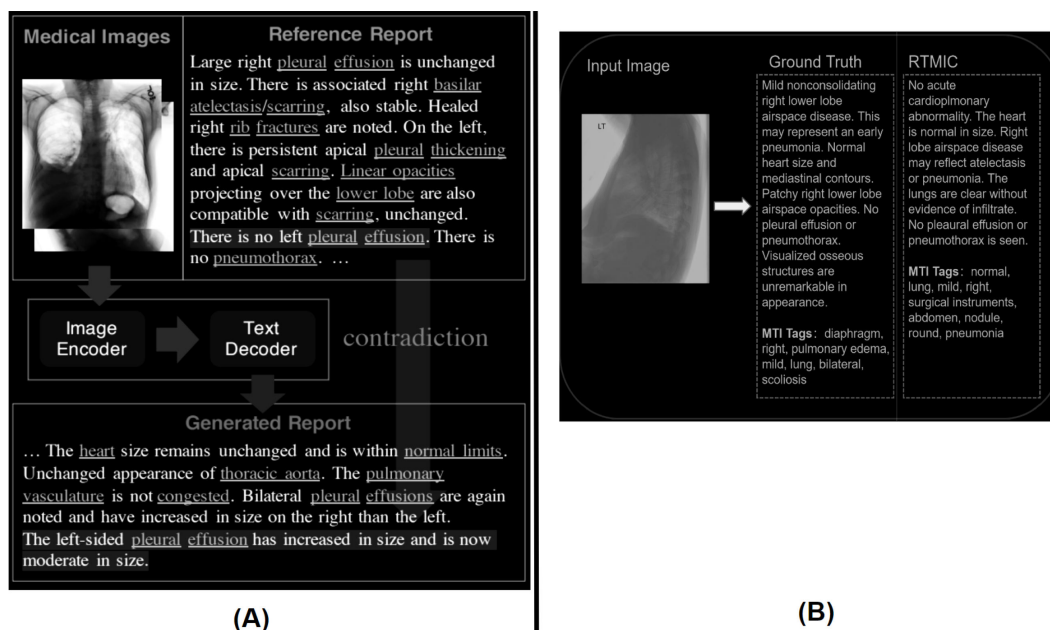 Medical Images
Reference Report
Large right pleural effusion is unchanged
in size. There is associated right basilar
atelectasis/scarring, also stable. Healed
right rib fractures are noted. On the left,
there is persistent apical pleural thickening
and apical scarring. Linear opacities
projecting over the lower lobe are also
compatible with scarring, unchanged.
There is no left pleural effusion. There is
no pneumothorax. …
Image
Encoder
Text
Decoder
contradiction
Generated Report
… The heart size remains unchanged and is within normal limits.
Unchanged appearance of thoracic aorta. The pulmonary
vasculature is not congested. Bilateral pleural effusions are again
noted and have increased in size on the right than the left.
The left-sided pleural effusion has increased in size and is now
moderate in size.
(A)
Input Image
LT
Ground Truth
Mild nonconsolidating
right lower lobe
airspace disease. This
may represent an early
pneumonia. Normal
heart size and
mediastinal contours.
Patchy right lower lobe
airspace opacities. No
pleural effusion or
pneumothorax.
Visualized osseous
structures are
unremarkable in
appearance.
MTI Tags: diaphragm,
right, pulmonary edema,
mild, lung, bilateral,
scoliosis
RTMIC
No acute
cardioplmonary
abnormality. The heart
is normal in size. Right
lobe airspace disease
may reflect atelectasis
or pneumonia. The
lungs are clear without
evidence of infiltrate.
No pleaural effusion or
pneumothorax is seen.
MTI Tags: normal,
lung, mild, right,
surgical instruments,
abdomen, nodule,
round, pneumonia
(B)